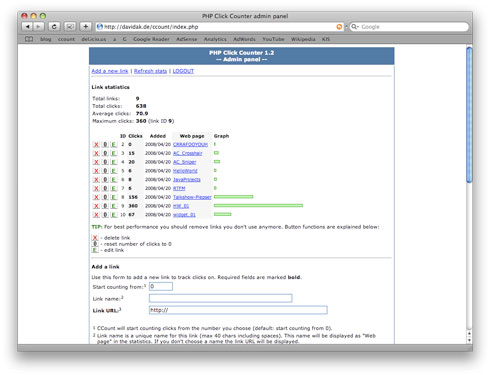 PHP Click Counter admin panel
http://davidak.de/ccount/index.php
Google
blog ccount del.icio.us a G Google Reader AdSense Analytics AdWords YouTube Wikipedia KIS
PHP Click Counter 1.2
-- Admin panel --
Add a new link | Refresh stats | LOGOUT
Link statistics
Total links: 9
Total clicks: 638
Average clicks: 70.9
Maximum clicks: 360 (link ID 9)
ID Clicks Added Web page Graph
X 0 E 2 0 2008/04/20 CRRAFOOYOUH
X 0 E 3 15 2008/04/20 AC_Crosshair
X 0 E 4 20 2008/04/20 AC_Sniper
X 0 E 5 6 2008/04/20 HelloWorld
X 0 E 6 8 2008/04/20 JavaProjects
X 0 E 7 6 2008/04/20 RTFM
X 0 E 8 156 2008/04/20 Talkshow-Plepser
X 0 E 9 360 2008/04/20 HW_01
X 0 E 10 67 2008/04/20 widget_01
TIP: For best performance you should remove links you don't use anymore. Button functions are explained below:
X - delete link
0 - reset number of clicks to 0
E - edit link
Add a link
Use this form to add a new link to track clicks on. Required fields are marked bold.
Start counting from:1 0
Link name:2
Link URL:3 http://
1 CCount will start counting clicks from the number you choose (default: start counting from 0).
2 Link name is a unique name for this link (max 40 chars including spaces). This name will be displayed as "Web
page" in the statistics. If you don't choose a name the link URL will be displayed.